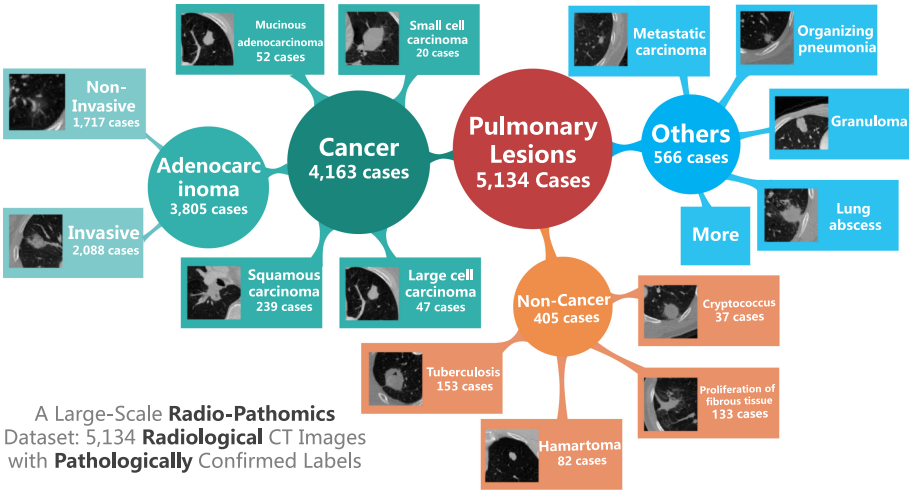 Mucinous
adenocarcinoma
52 cases
Small cell
carcinoma
20 cases
Metastatic
carcinoma
Organizing
pneumonia
Non-
Invasive
1,717 cases
Adenocarc
inoma
3,805 cases
Cancer
4,163 cases
Pulmonary
Lesions
5,134 Cases
Others
566 cases
Granuloma
Invasive
2,088 cases
Lung
abscess
More
Squamous
carcinoma
239 cases
Large cell
carcinoma
47 cases
Non-Cancer
405 cases
Cryptococcus
37 cases
Tuberculosis
153 cases
Proliferation of
fibrous tissue
133 cases
Hamartoma
82 cases
A Large-Scale Radio-Pathomics
Dataset: 5,134 Radiological CT Images
with Pathologically Confirmed Labels